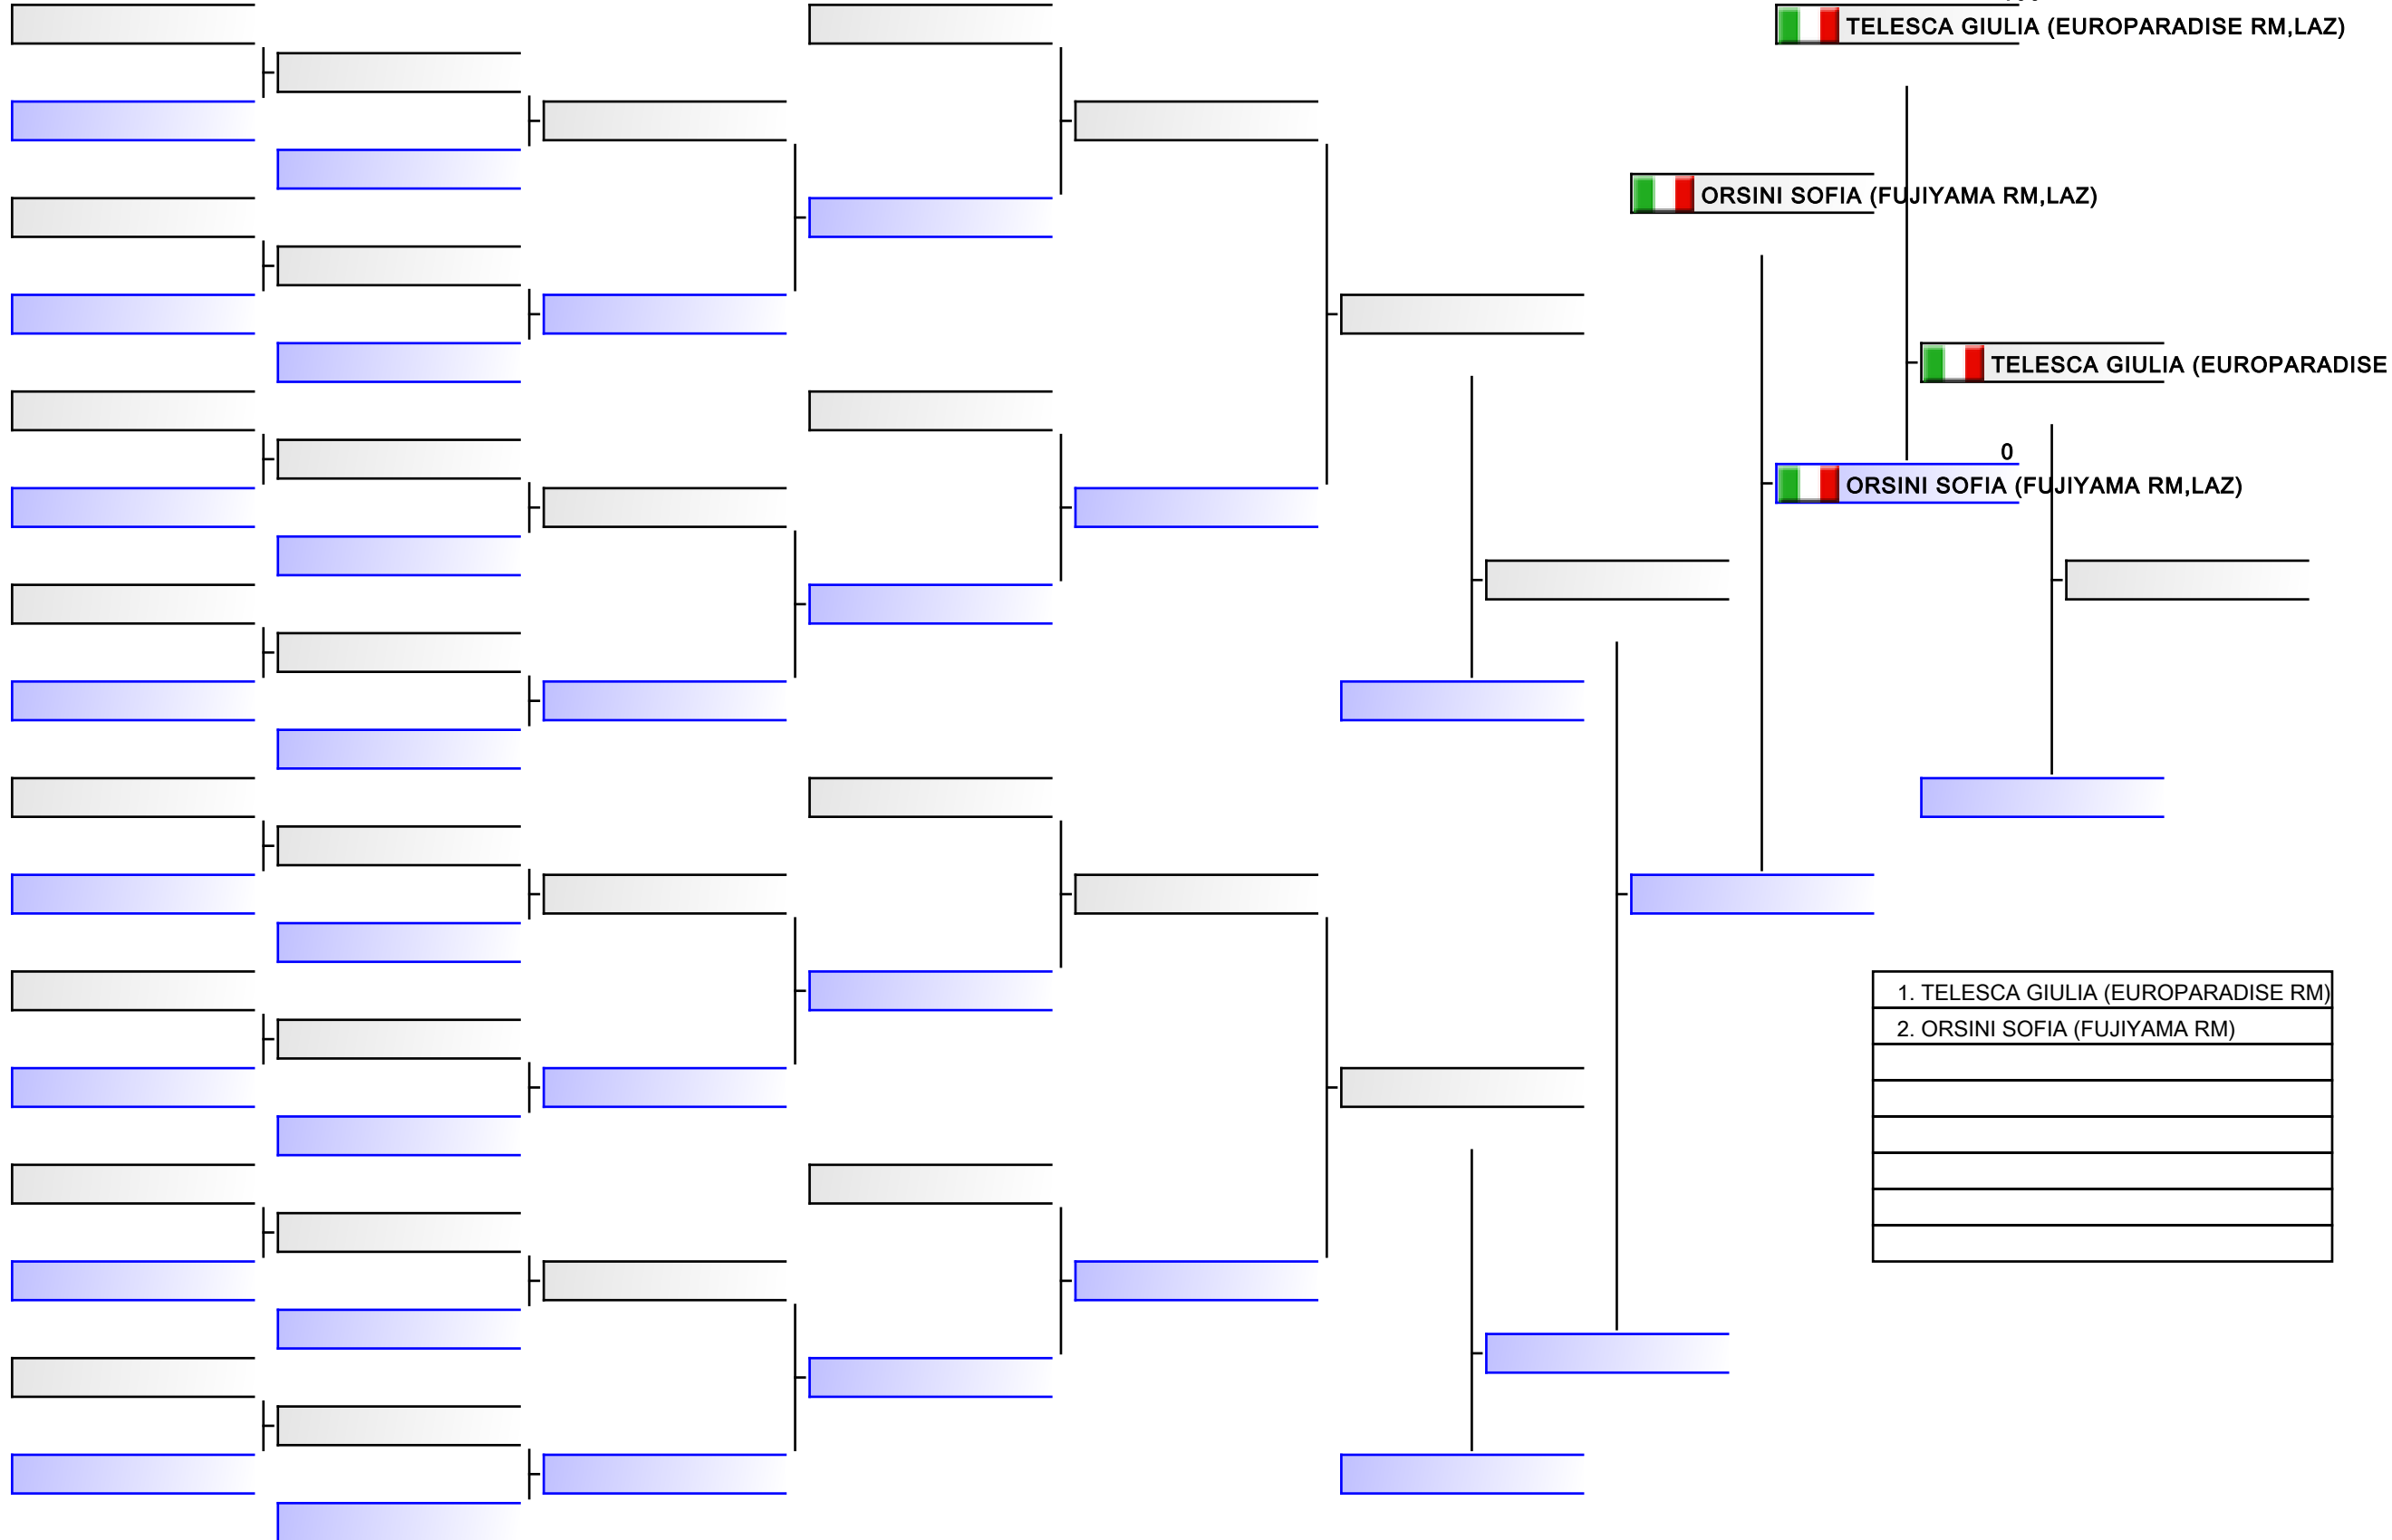 TELESCA GIULIA (EUROPARADISE RM,LAZ)
ORSINI SOFIA (FUJIYAMA RM,LAZ)
TELESCA GIULIA (EUROPARADISE
0
ORSINI SOFIA (FUJIYAMA RM,LAZ)
1. TELESCA GIULIA (EUROPARADISE RM)
2. ORSINI SOFIA (FUJIYAMA RM)